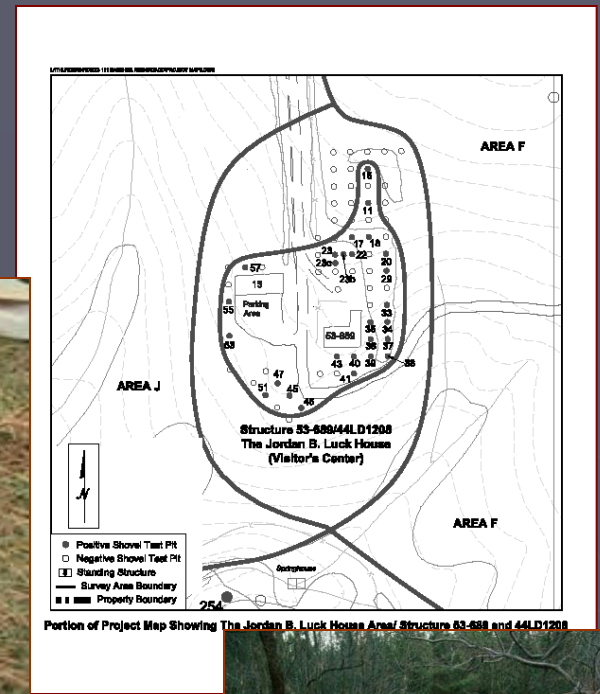 AREA F
16
11
17
18
23
22
20
23a
23b
29
57
13
55
Parking
Area
33
35
34
53-689
36
37
53
43
40
39
38
41
47
AREA J
51
45
46
Structure 53-689/44LD1208
The Jordan B. Luck House
(Visitor's Center)
N
AREA F
Positive Shovel Test Pit
Negative Shovel Test Pit
Standing Structure
Survey Area Boundary
Property Boundary
Springhouse
254
Portion of Project Map Showing The Jordan B. Luck House Area/ Structure 53-689 and 44LD1208